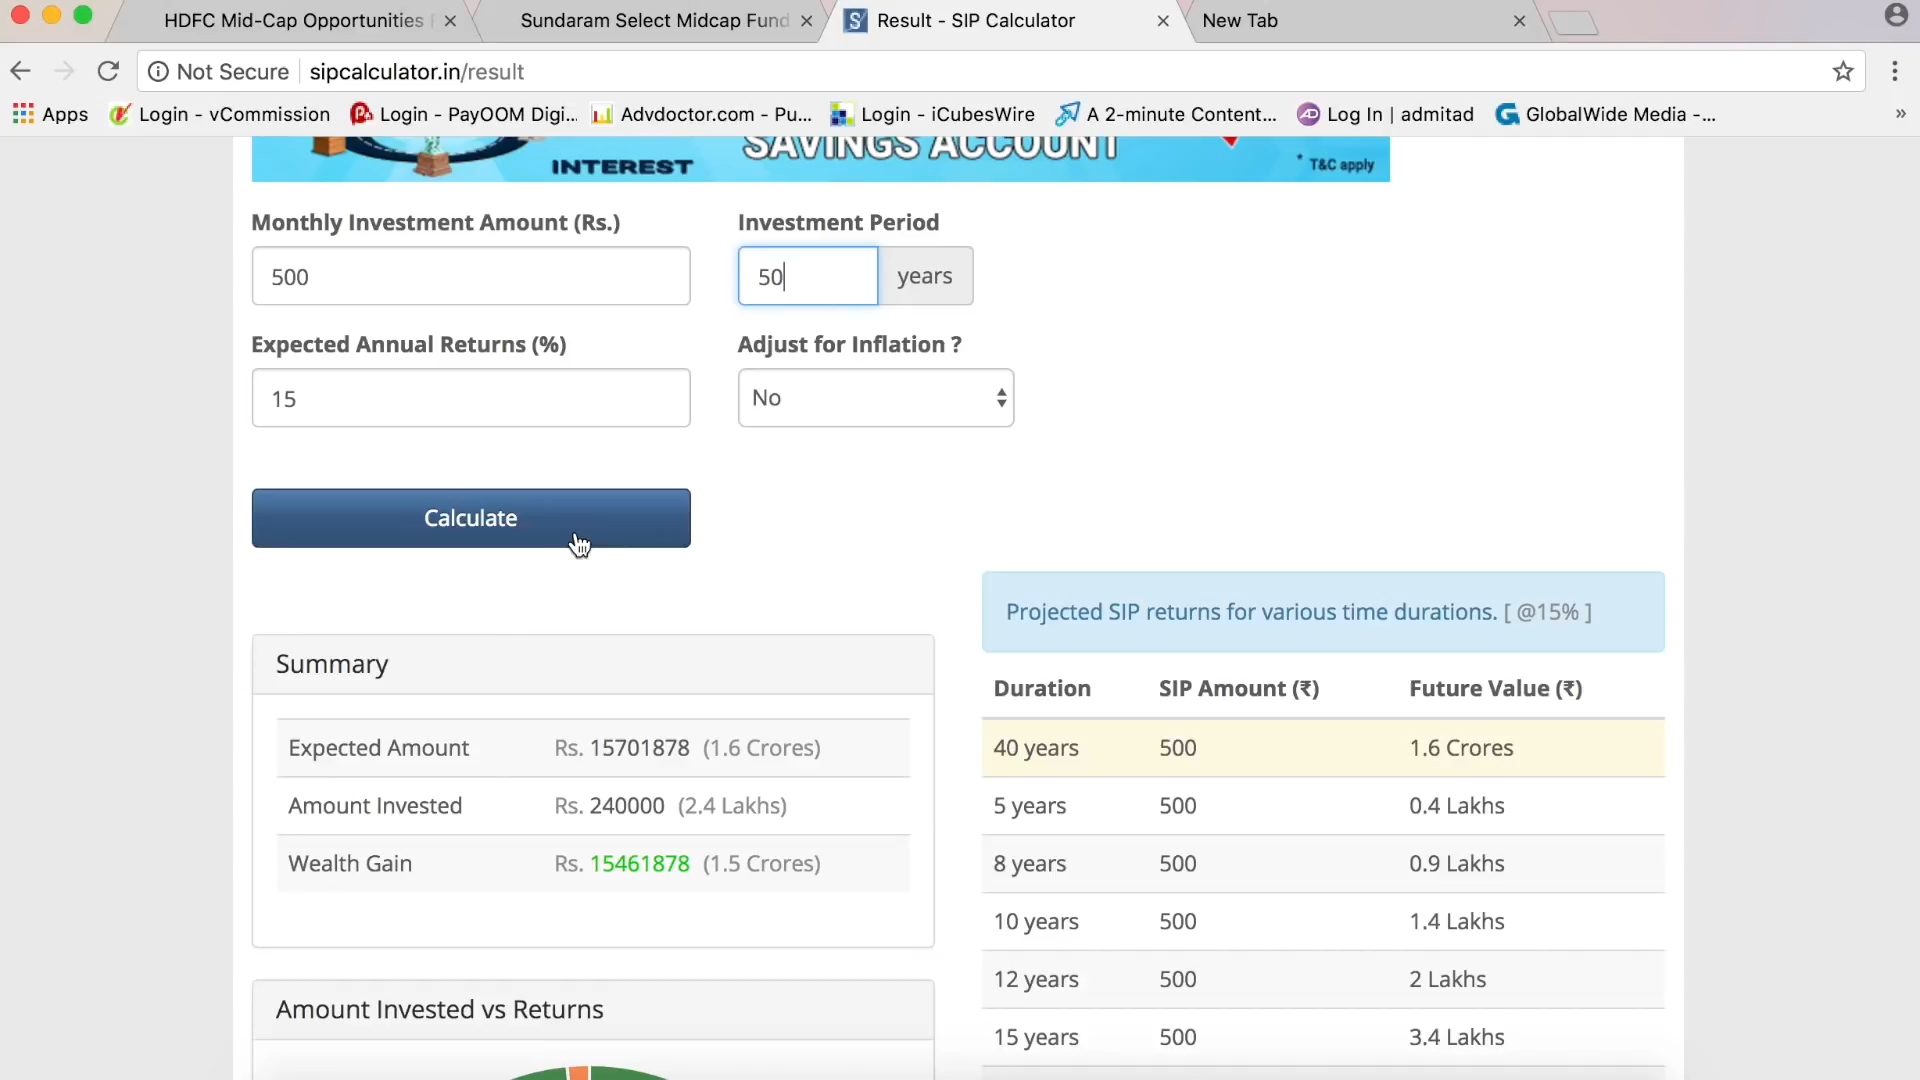 HDFC Mid-Cap Opportunities
Sundaram Select Midcap Fund
Result - SIP Calculator
New Tab
Not Secure
sipcalculator.in/result
Apps
Login - vCommission
Login - PayOOM Digi...
Advdoctor.com - Pu...
Login - iCubesWire
A 2-minute Content...
Log In | admitad
GlobalWide Media -...
»
INTEREST
SAVINGS ACCOUNT
* T&C apply
Monthly Investment Amount (Rs.)
Investment Period
500
50
years
Expected Annual Returns (%)
Adjust for Inflation ?
15
No
Calculate
Projected SIP returns for various time durations. [ @15% ]
Summary
Expected Amount Rs. 15701878 (1.6 Crores)
Amount Invested Rs. 240000 (2.4 Lakhs)
Wealth Gain Rs. 15461878 (1.5 Crores)
Duration SIP Amount (₹) Future Value (₹)
40 years 500 1.6 Crores
5 years 500 0.4 Lakhs
8 years 500 0.9 Lakhs
10 years 500 1.4 Lakhs
12 years 500 2 Lakhs
15 years 500 3.4 Lakhs
Amount Invested vs Returns